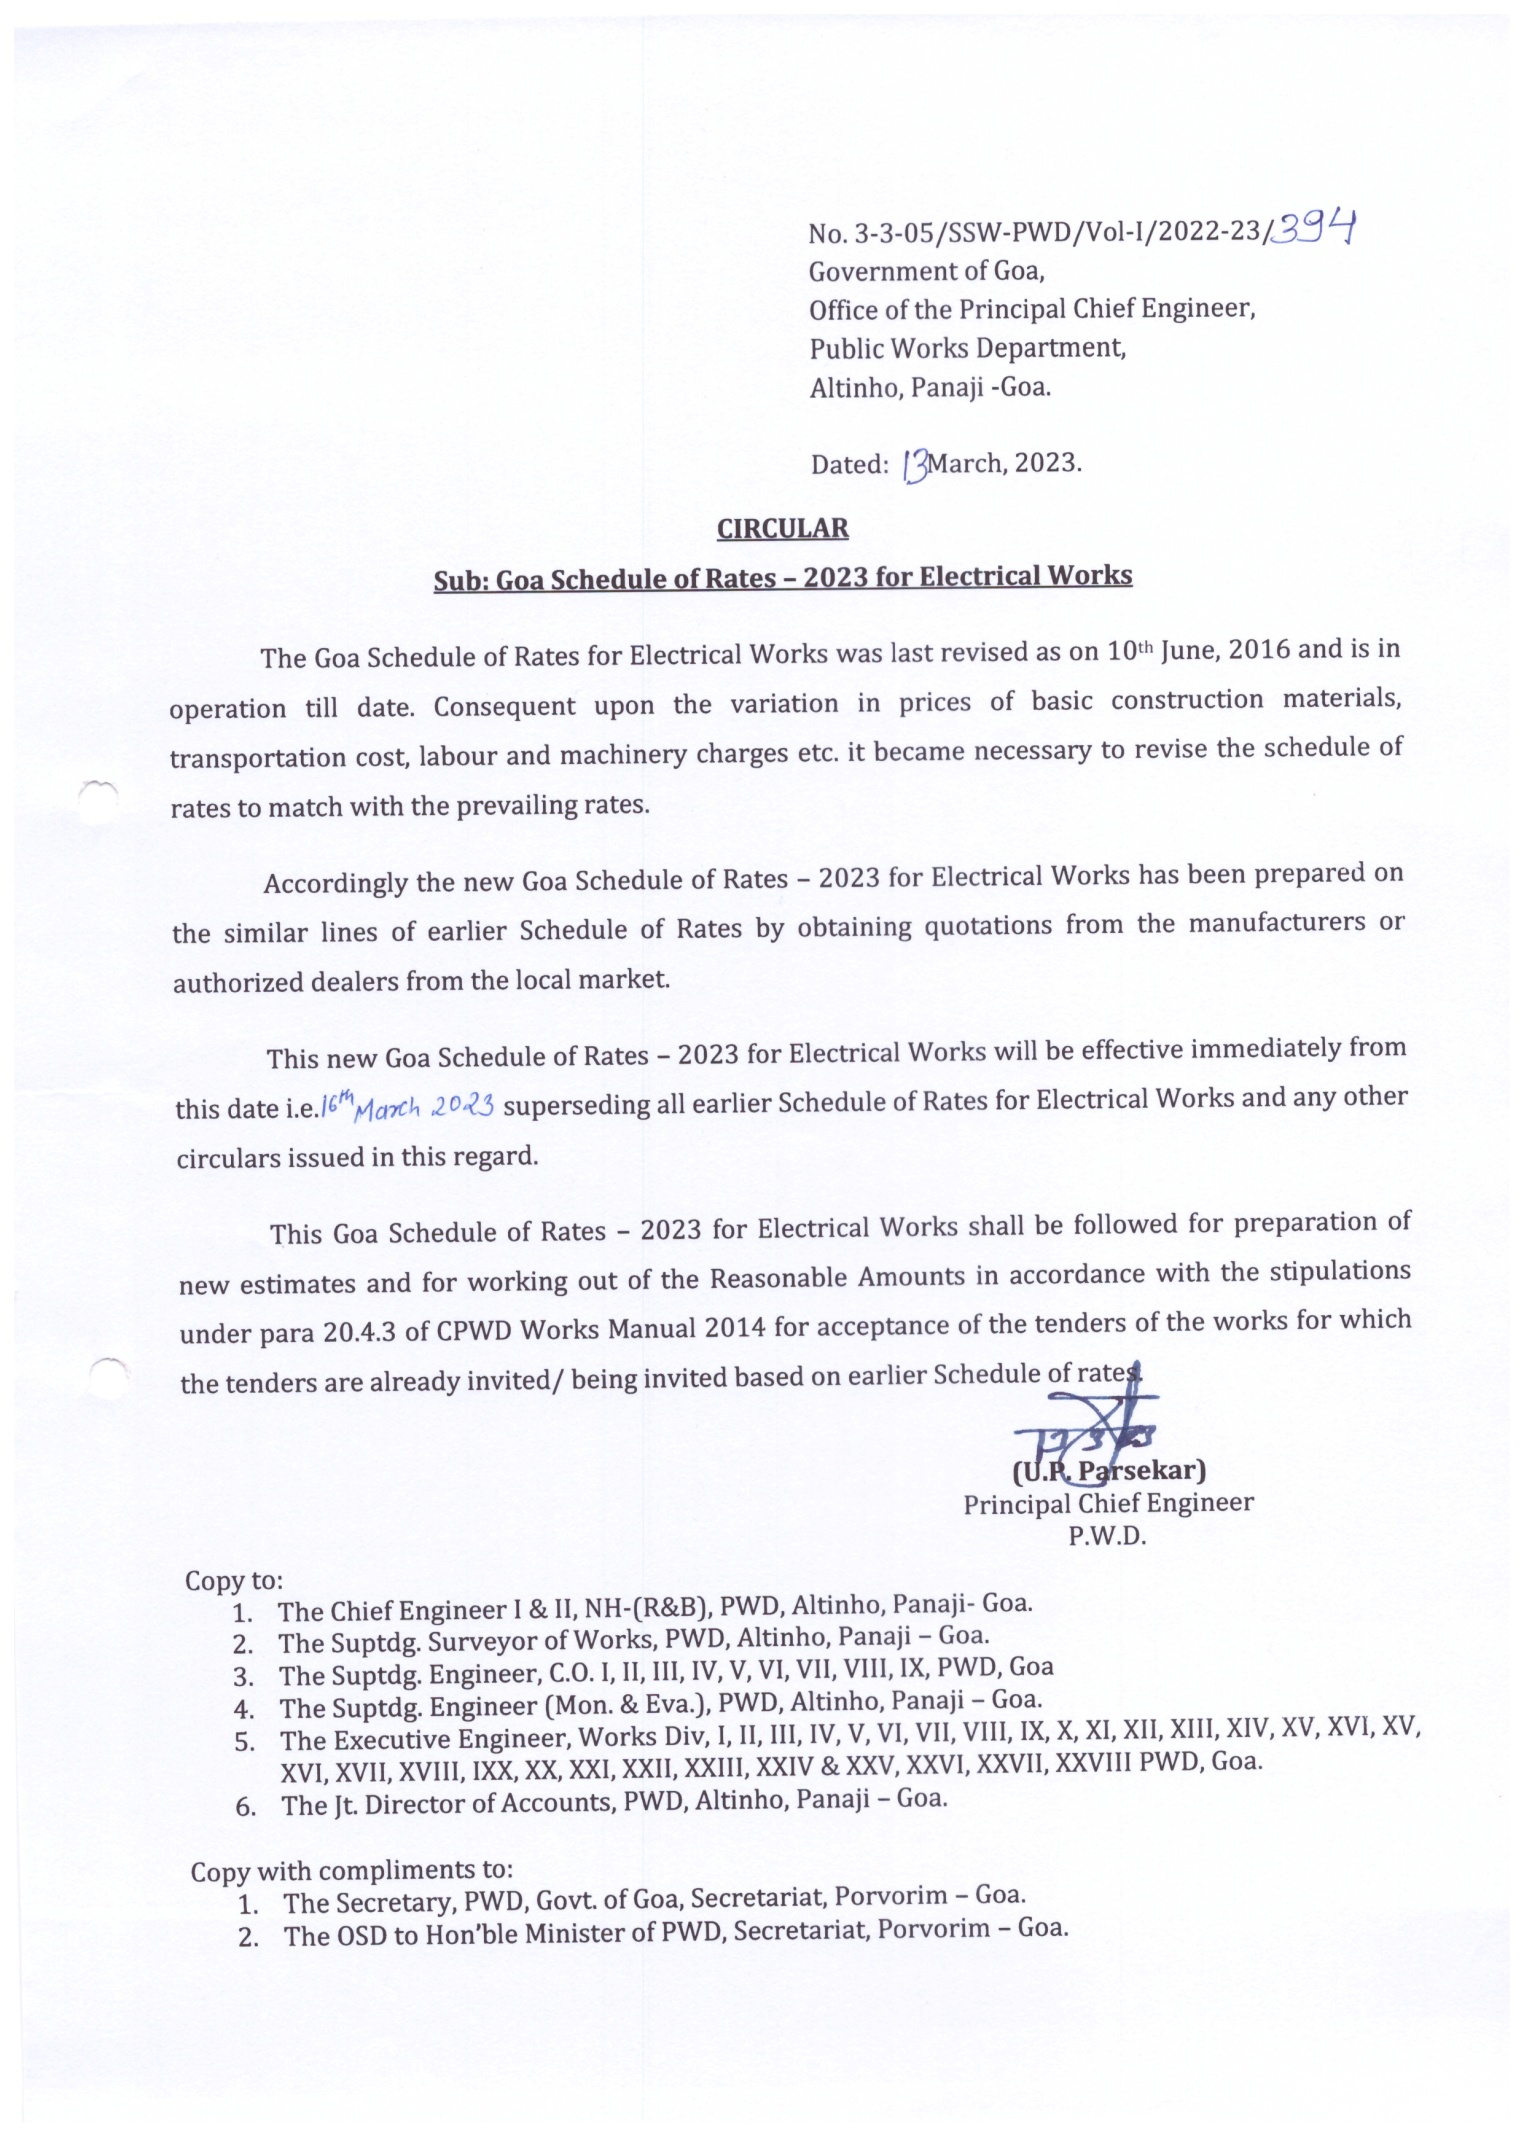 No. 3-3-05/SSW-PWD/Vol-I/2022-23/394
Government of Goa,
Office of the Principal Chief Engineer,
Public Works Department,
Altinho, Panaji -Goa.
Dated: 13 March, 2023.
CIRCULAR
Sub: Goa Schedule of Rates – 2023 for Electrical Works
The Goa Schedule of Rates for Electrical Works was last revised as on 10th June, 2016 and is in
operation till date. Consequent upon the variation in prices of basic construction materials,
transportation cost, labour and machinery charges etc. it became necessary to revise the schedule of
rates to match with the prevailing rates.
Accordingly the new Goa Schedule of Rates – 2023 for Electrical Works has been prepared on
the similar lines of earlier Schedule of Rates by obtaining quotations from the manufacturers or
authorized dealers from the local market.
This new Goa Schedule of Rates – 2023 for Electrical Works will be effective immediately from
this date i.e. 16th March 2023 superseding all earlier Schedule of Rates for Electrical Works and any other
circulars issued in this regard.
This Goa Schedule of Rates – 2023 for Electrical Works shall be followed for preparation of
new estimates and for working out of the Reasonable Amounts in accordance with the stipulations
under para 20.4.3 of CPWD Works Manual 2014 for acceptance of the tenders of the works for which
the tenders are already invited/ being invited based on earlier Schedule of rates.
(U.P. Parsekar)
Principal Chief Engineer
P.W.D.
Copy to:
1. The Chief Engineer I & II, NH-(R&B), PWD, Altinho, Panaji- Goa.
2. The Suptdg. Surveyor of Works, PWD, Altinho, Panaji – Goa.
3. The Suptdg. Engineer, C.O. I, II, III, IV, V, VI, VII, VIII, IX, PWD, Goa
4. The Suptdg. Engineer (Mon. & Eva.), PWD, Altinho, Panaji – Goa.
5. The Executive Engineer, Works Div, I, II, III, IV, V, VI, VII, VIII, IX, X, XI, XII, XIII, XIV, XV, XVI, XV,
XVI, XVII, XVIII, IXX, XX, XXI, XXII, XXIII, XXIV & XXV, XXVI, XXVII, XXVIII PWD, Goa.
6. The Jt. Director of Accounts, PWD, Altinho, Panaji – Goa.
Copy with compliments to:
1. The Secretary, PWD, Govt. of Goa, Secretariat, Porvorim – Goa.
2. The OSD to Hon'ble Minister of PWD, Secretariat, Porvorim – Goa.